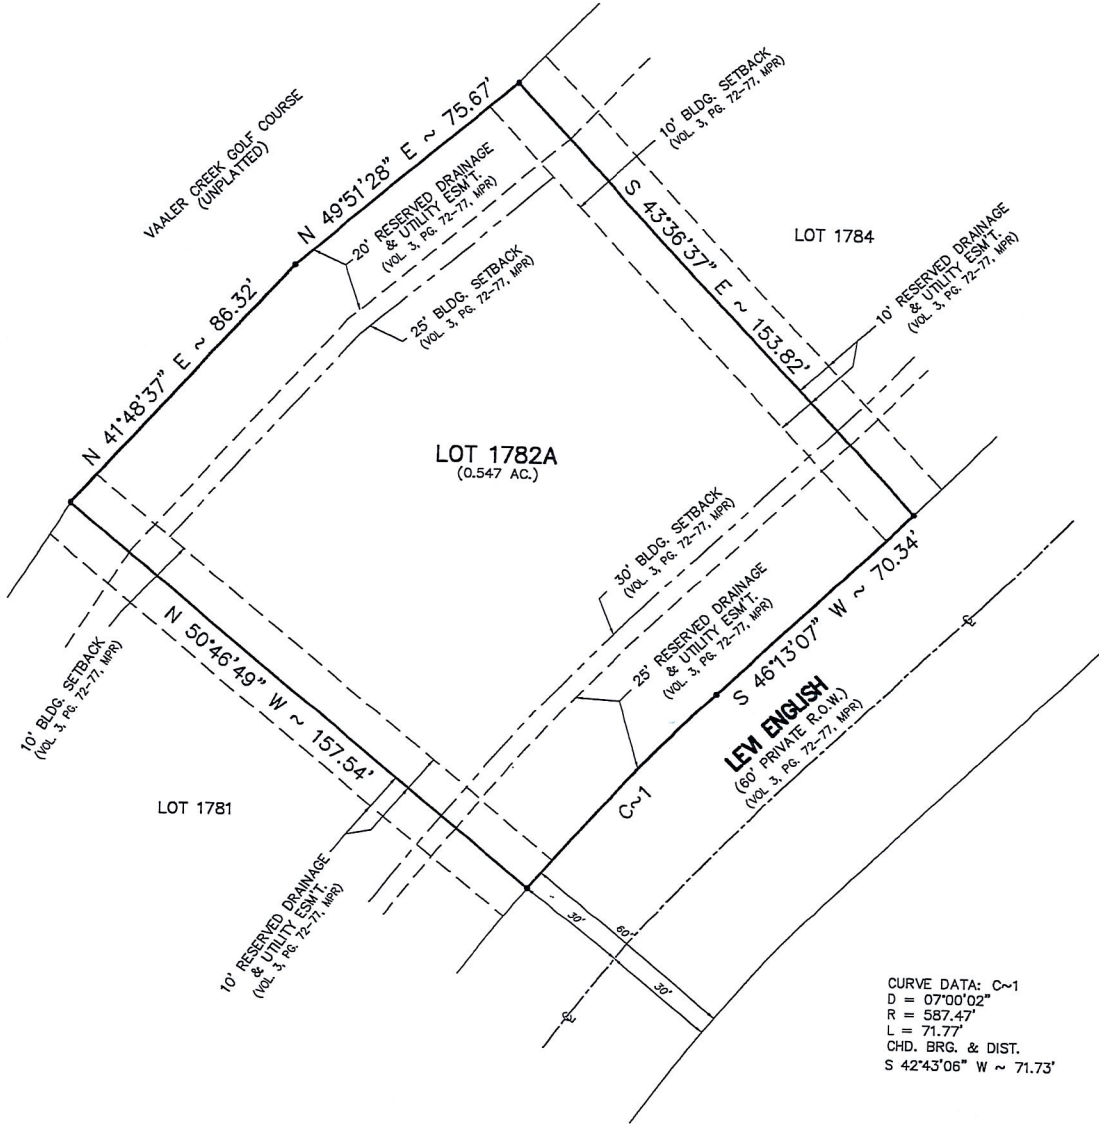 VAALER CREEK GOLF COURSE
(UNPLATTED)
N 49°51'28" E ~ 75.67'
20' RESERVED DRAINAGE
& UTILITY ESM'T.
(VOL. 3, PG. 72-77, MPR)
10' BLDG. SETBACK
(VOL. 3, PG. 72-77, MPR)
S 43°36'37" E ~ 153.82'
LOT 1784
10' RESERVED DRAINAGE
& UTILITY ESM'T.
(VOL. 3, PG. 72-77, MPR)
25' BLDG. SETBACK
(VOL. 3, PG. 72-77, MPR)
N 41°48'37" E ~ 86.32'
LOT 1782A
(0.547 AC.)
30' BLDG. SETBACK
(VOL. 3, PG. 72-77, MPR)
25' RESERVED DRAINAGE
& UTILITY ESM'T.
(VOL. 3, PG. 72-77, MPR)
S 46°13'07" W ~ 70.34'
LEVI ENGLISH
(60' PRIVATE R.O.W.)
(VOL. 3, PG. 72-77, MPR)
℄
C~1
N 50°46'49" W ~ 157.54'
10' BLDG. SETBACK
(VOL. 3, PG. 72-77, MPR)
LOT 1781
10' RESERVED DRAINAGE
& UTILITY ESM'T.
(VOL. 3, PG. 72-77, MPR)
30'
60'
30'
℄
CURVE DATA: C~1
D = 07°00'02"
R = 587.47'
L = 71.77'
CHD. BRG. & DIST.
S 42°43'06" W ~ 71.73'